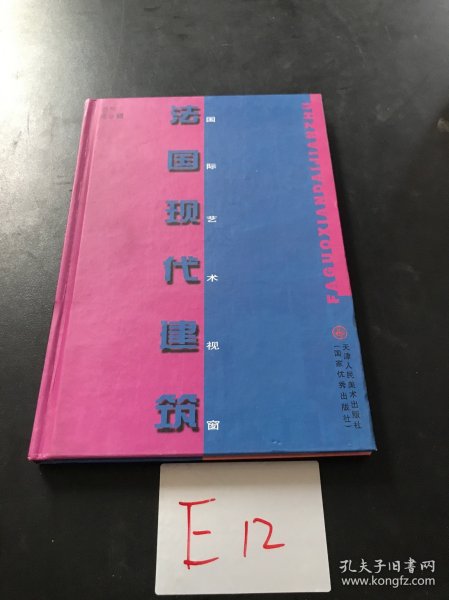 法国现代建筑
国际艺术视窗
FAGUOXIANDAIJIANZHU
天津人民美术出版社
(国家优秀出版社)
E12
孔夫子旧书网
www.kongfz.com